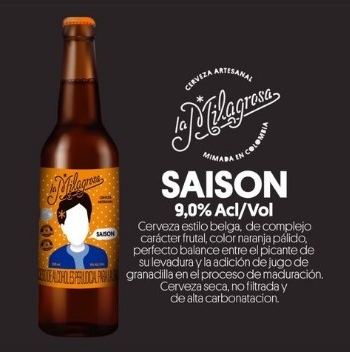 CERVEZA ARTESANAL
la Milagrosa
MIMADA EN COLOMBIA
SAISON
9,0% Acl/Vol
Cerveza estilo belga, de complejo
carácter frutal, color naranja pálido,
perfecto balance entre el picante de
su levadura y la adición de jugo de
granadilla en el proceso de maduración.
Cerveza seca, no filtrada y
de alta carbonatacion.
la Milagrosa
CERVEZA
ARTESANAL
SAISON